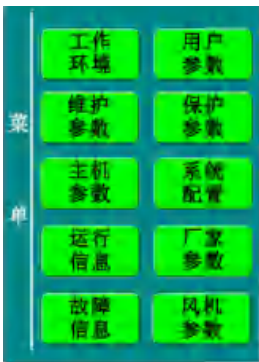 菜单
工作
环境
用户
参数
维护
参数
保护
参数
主机
参数
系统
配置
运行
信息
厂家
参数
故障
信息
风机
参数